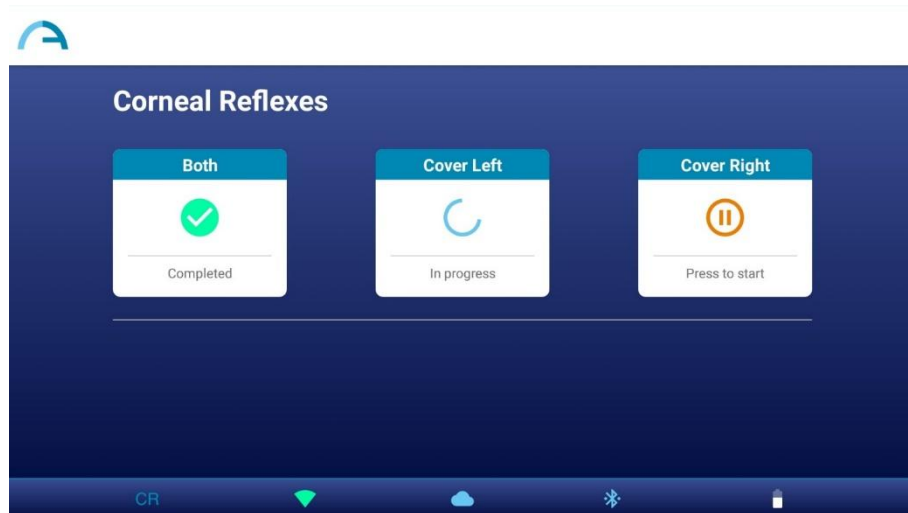 Corneal Reflexes
Both
Cover Left
Cover Right
Completed
In progress
Press to start
CR